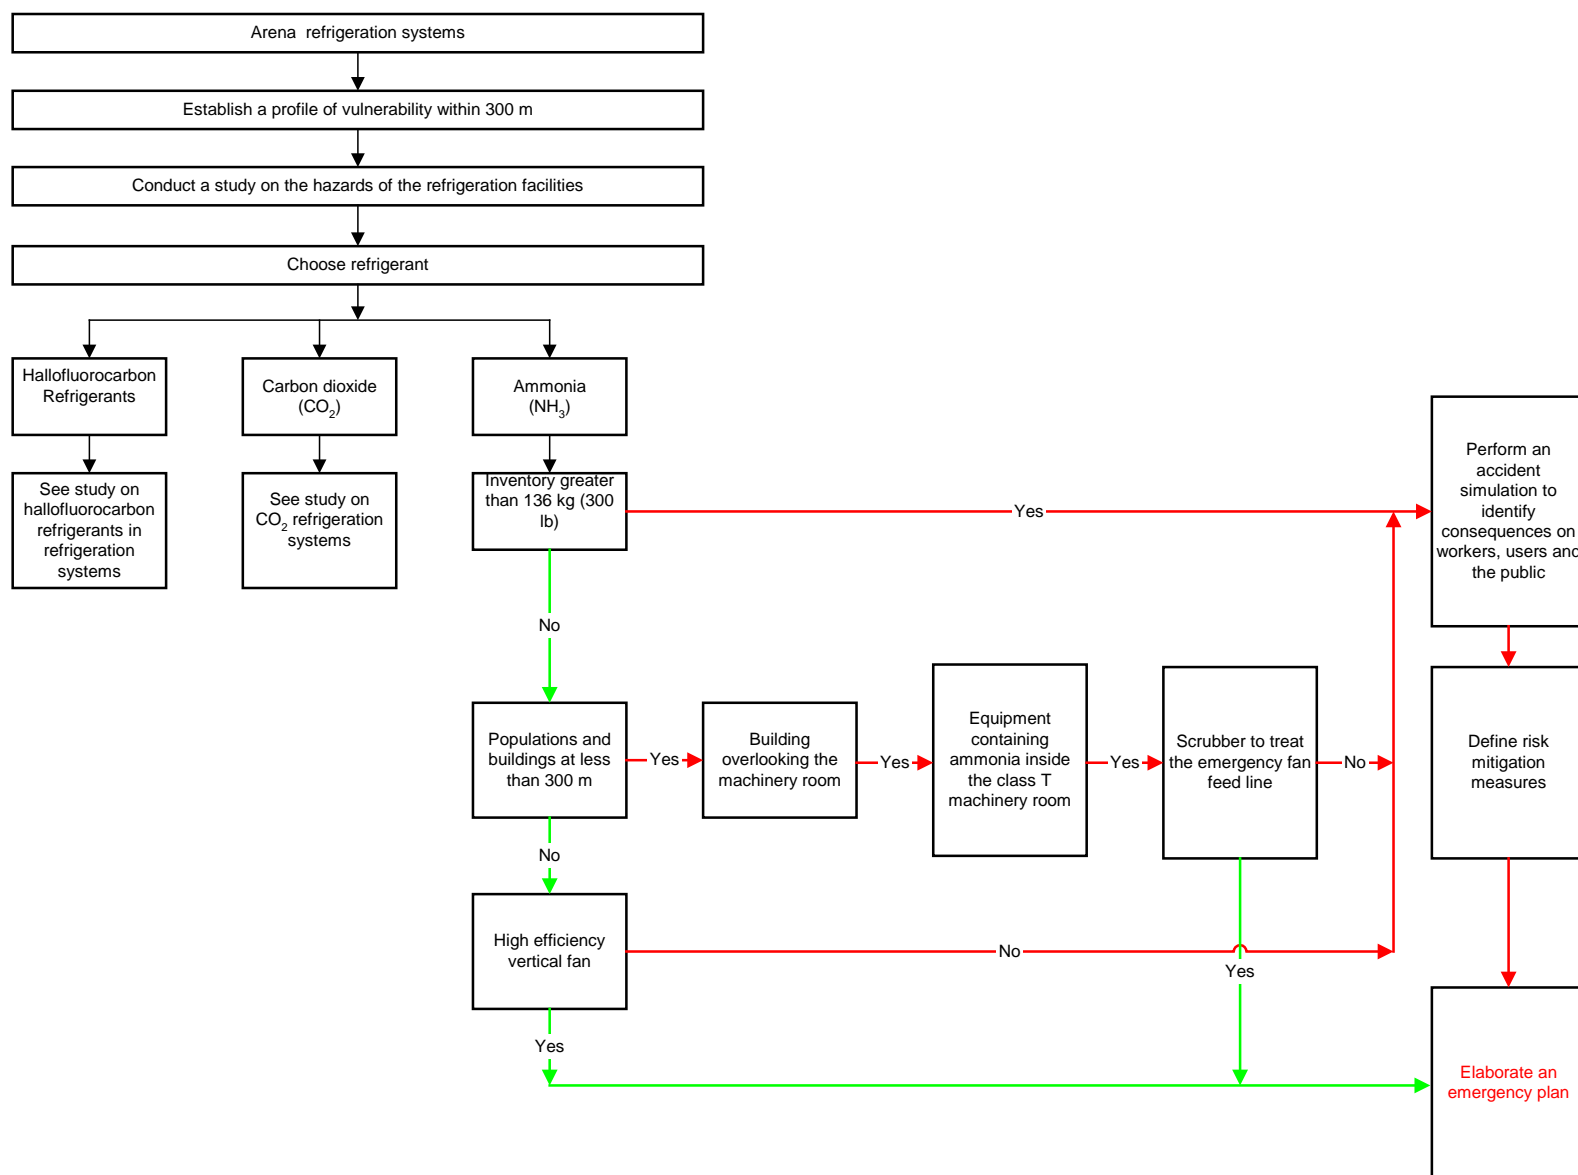 Arena  refrigeration systems
Establish a profile of vulnerability within 300 m
Conduct a study on the hazards of the refrigeration facilities
Choose refrigerant
Hallofluorocarbon
Refrigerants
Carbon dioxide
(CO₂)
Ammonia
(NH₃)
See study on
hallofluorocarbon
refrigerants in
refrigeration
systems
See study on
CO₂ refrigeration
systems
Inventory greater
than 136 kg (300
lb)
Yes
Perform an
accident
simulation to
identify
consequences on
workers, users and
the public
No
Populations and
buildings at less
than 300 m
Yes
Building
overlooking the
machinery room
Yes
Equipment
containing
ammonia inside
the class T
machinery room
Yes
Scrubber to treat
the emergency fan
feed line
No
Define risk
mitigation
measures
No
High efficiency
vertical fan
No
Yes
Yes
Elaborate an
emergency plan